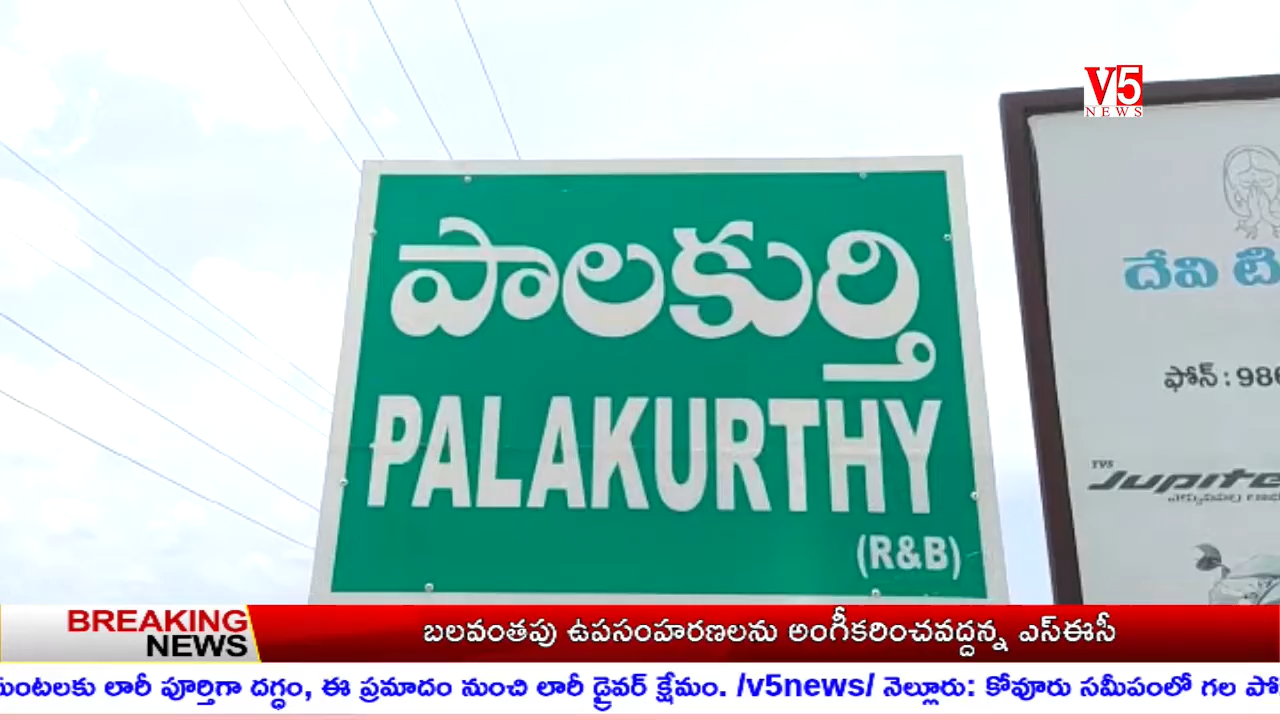 V5
NEWS
పాలకుర్తి
PALAKURTHY
(R&B)
దేవి
ఫోన్ : 98
TVS
Jupite
BREAKING
NEWS
బలవంతపు ఉపసంహరణలను అంగీకరించవద్దన్న ఎస్ఈసీ
లారీ పూర్తిగా దగ్ధం, ఈ ప్రమాదం నుంచి లారీ డ్రైవర్ క్షేమం. /v5news/ నెల్లూరు: కోవూరు సమీపంలో గల